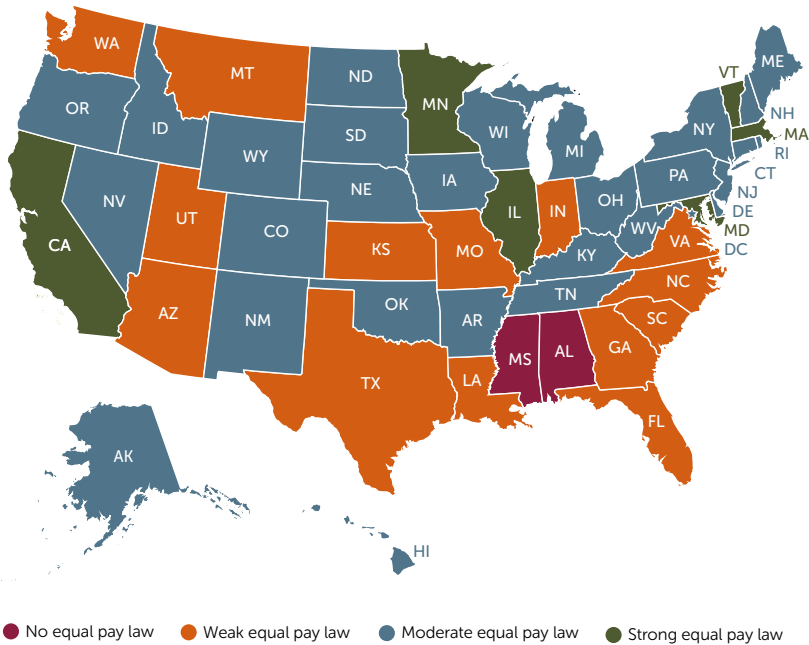 WA
MT
ND
MN
VT
ME
OR
ID
SD
WI
MI
NY
NH
MA
RI
CT
WY
NE
IA
PA
NJ
NV
UT
CO
KS
MO
IL
IN
OH
WV
DE
MD
DC
CA
KY
VA
AZ
NM
OK
AR
TN
NC
SC
MS
AL
GA
TX
LA
FL
AK
HI
No equal pay law
Weak equal pay law
Moderate equal pay law
Strong equal pay law